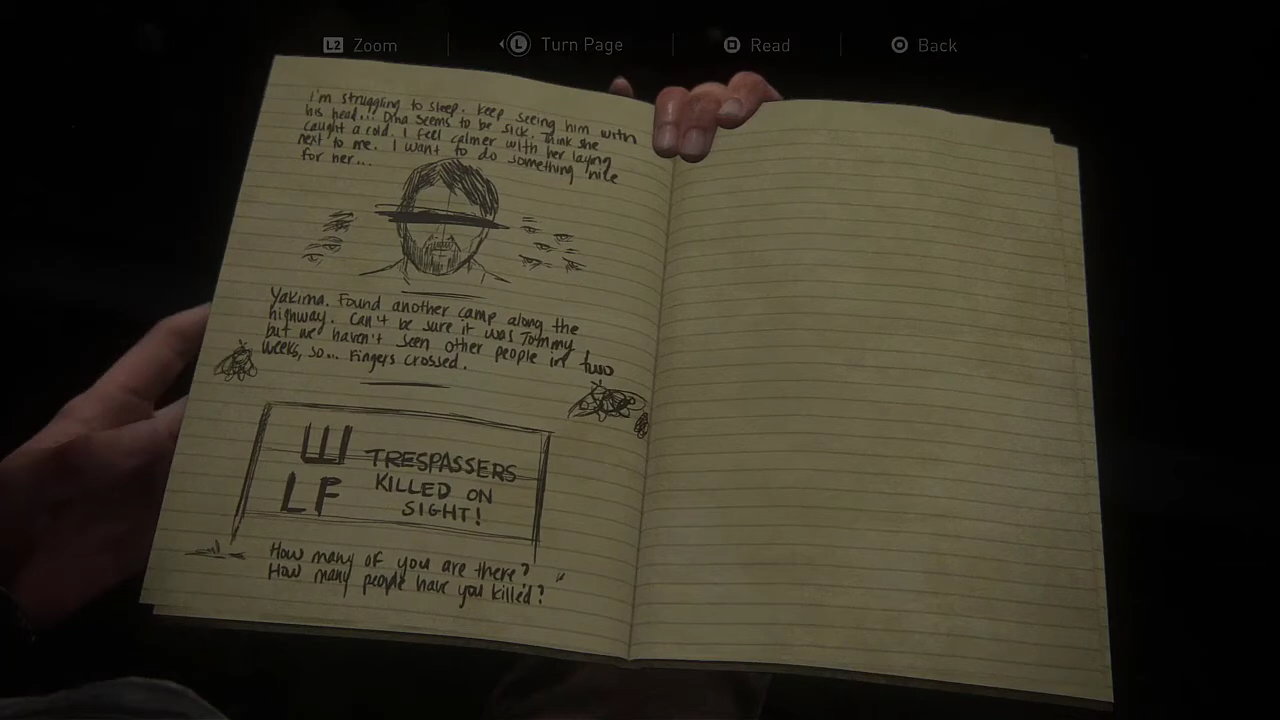 L2 Zoom
L Turn Page
Read
Back
I'm struggling to sleep. Keep seeing him with
his head... Dina seems to be sick. Think she
caught a cold. I feel calmer with her laying
next to me. I want to do something nice
for her...
Yakima. Found another camp along the
highway. Can't be sure it was Tommy
but we haven't seen other people in two
weeks, so... Fingers crossed.
W TRESPASSERS
LF KILLED ON
SIGHT!
How many of you are there?
How many people have you killed?